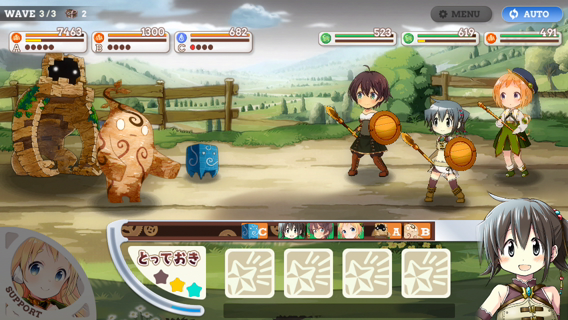 WAVE 3/3 2
MENU
AUTO
7463
A
1300
B
682
C
523
619
491
C A B
とっておき
SUPPORT